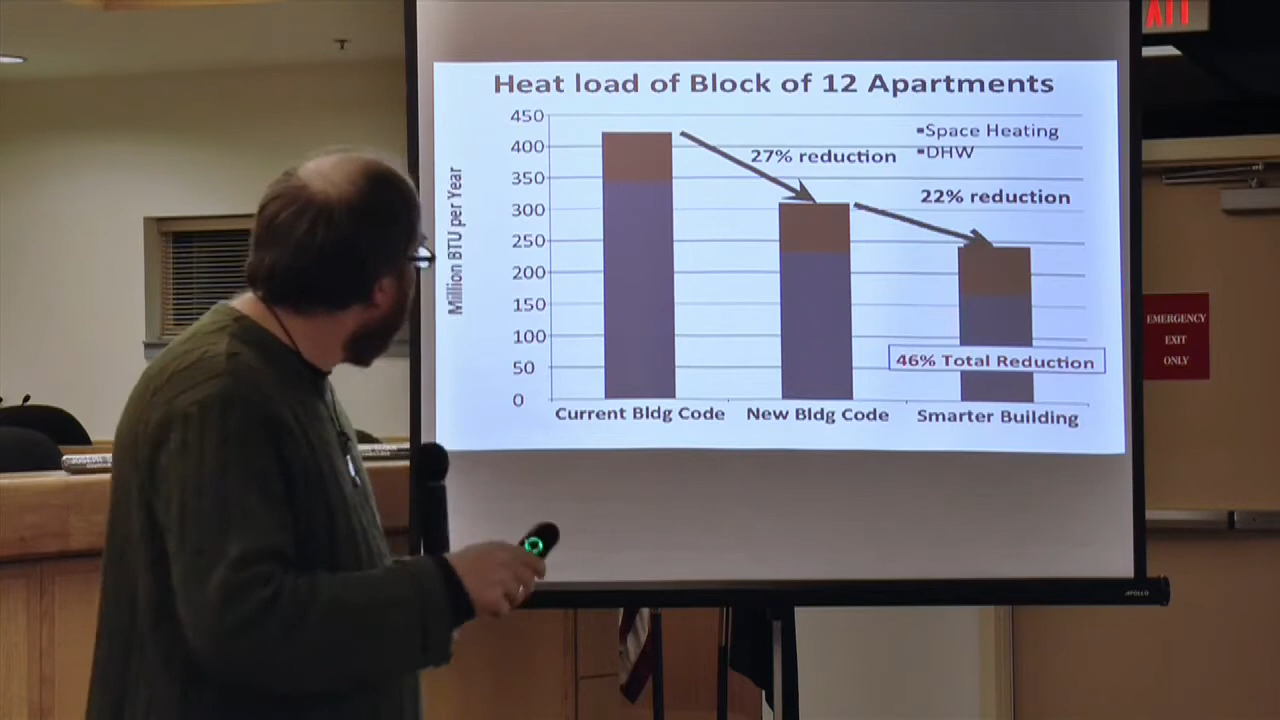 EXIT
Heat load of Block of 12 Apartments
Million BTU per Year
450
400
350
300
250
200
150
100
50
0
Space Heating
DHW
27% reduction
22% reduction
46% Total Reduction
Current Bldg Code
New Bldg Code
Smarter Building
EMERGENCY
EXIT
ONLY
APOLLO